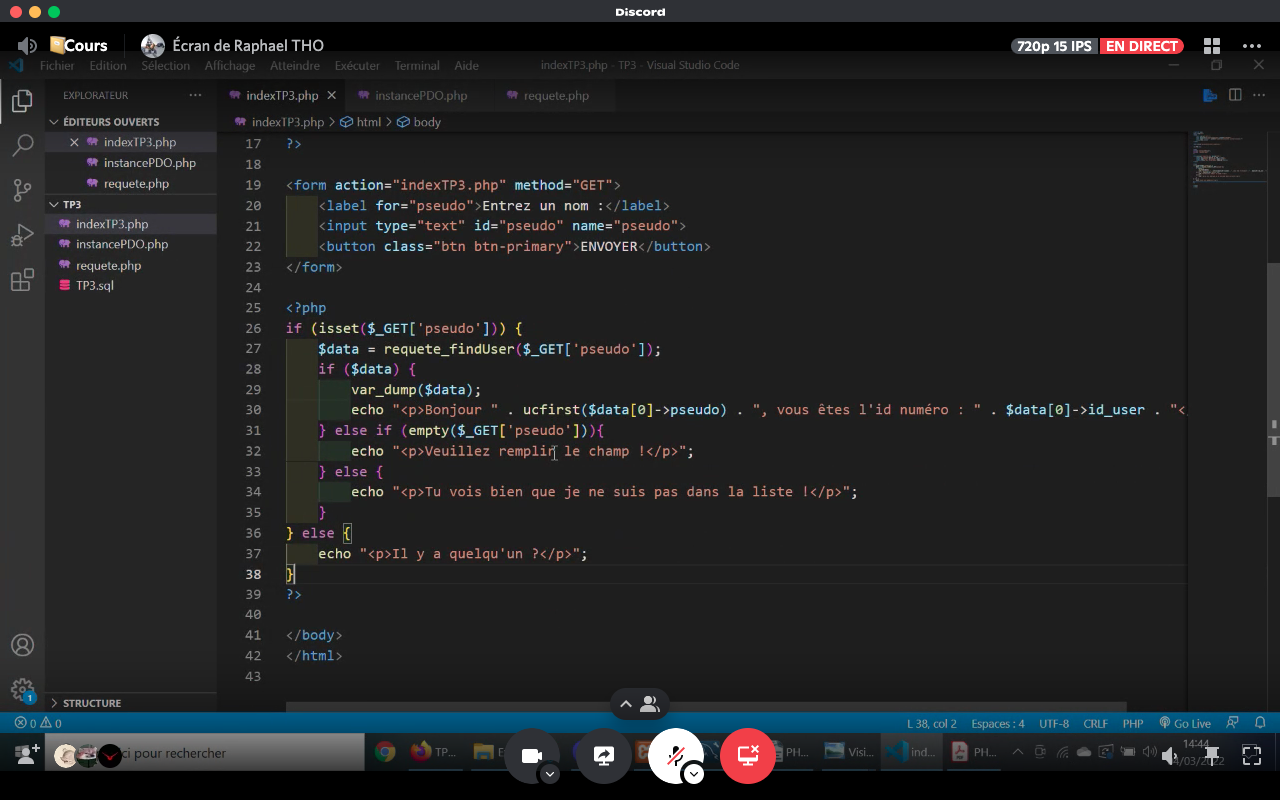 Discord
Cours
Écran de Raphael THO
720p 15 IPS EN DIRECT
Fichier Edition Sélection Affichage Atteindre Exécuter Terminal Aide
indexTP3.php - TP3 - Visual Studio Code
EXPLORATEUR
indexTP3.php
instancePDO.php
requete.php
indexTP3.php > html > body
ÉDITEURS OUVERTS
indexTP3.php
instancePDO.php
requete.php
TP3
indexTP3.php
instancePDO.php
requete.php
TP3.sql
STRUCTURE
17 ?>
18
19 <form action="indexTP3.php" method="GET">
20 <label for="pseudo">Entrez un nom :</label>
21 <input type="text" id="pseudo" name="pseudo">
22 <button class="btn btn-primary">ENVOYER</button>
23 </form>
24
25 <?php
26 if (isset($_GET['pseudo'])) {
27 $data = requete_findUser($_GET['pseudo']);
28 if ($data) {
29 var_dump($data);
30 echo "<p>Bonjour " . ucfirst($data[0]->pseudo) . ", vous êtes l'id numéro : " . $data[0]->id_user . "<
31 } else if (empty($_GET['pseudo'])){
32 echo "<p>Veuillez remplir le champ !</p>";
33 } else {
34 echo "<p>Tu vois bien que je ne suis pas dans la liste !</p>";
35 }
36 } else {
37 echo "<p>Il y a quelqu'un ?</p>";
38 }
39 ?>
40
41 </body>
42 </html>
43
0 0
L 38, col 2 Espaces : 4 UTF-8 CRLF PHP Go Live
1
ci pour rechercher
TP...
E
PH...
Visi...
ind...
PH...
14:44
/03/2022